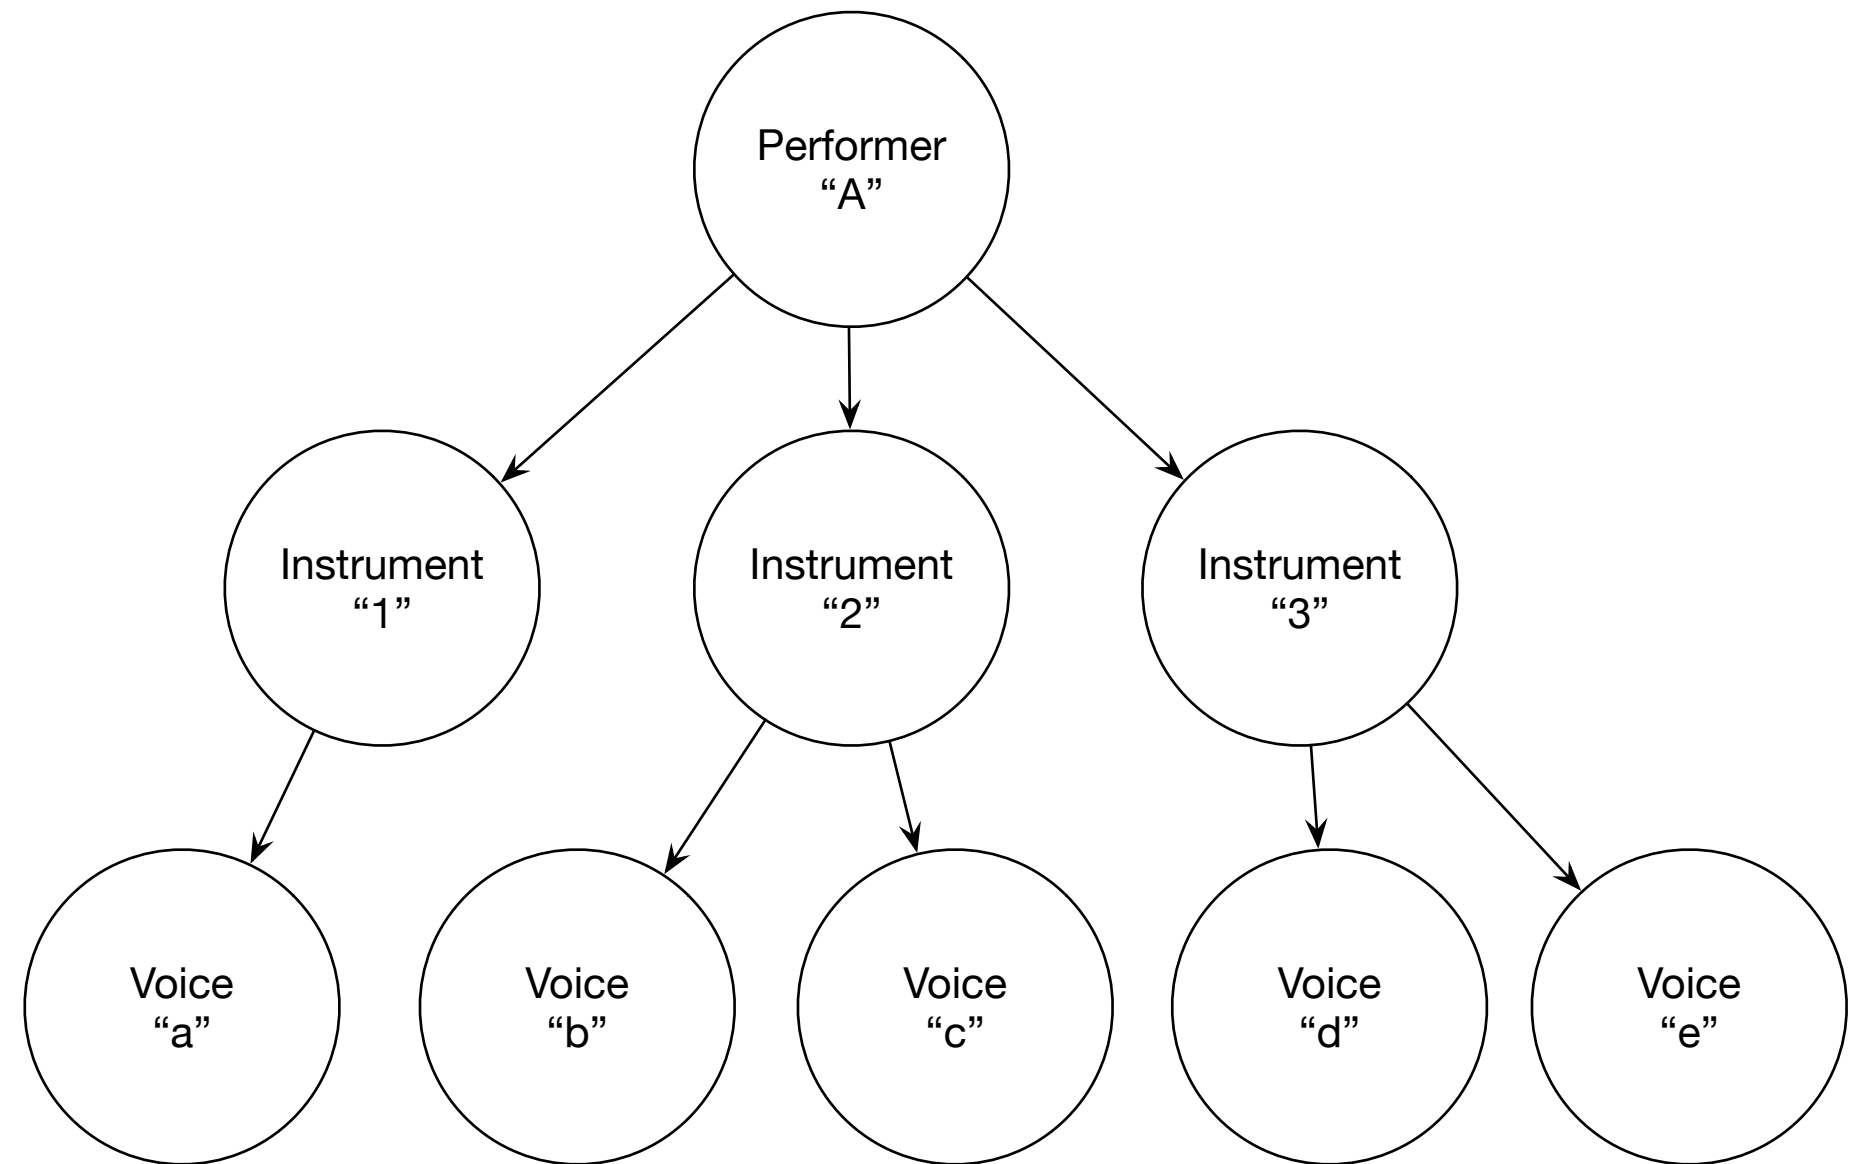 Performer
“A”
Instrument
“1”
Instrument
“2”
Instrument
“3”
Voice
“a”
Voice
“b”
Voice
“c”
Voice
“d”
Voice
“e”